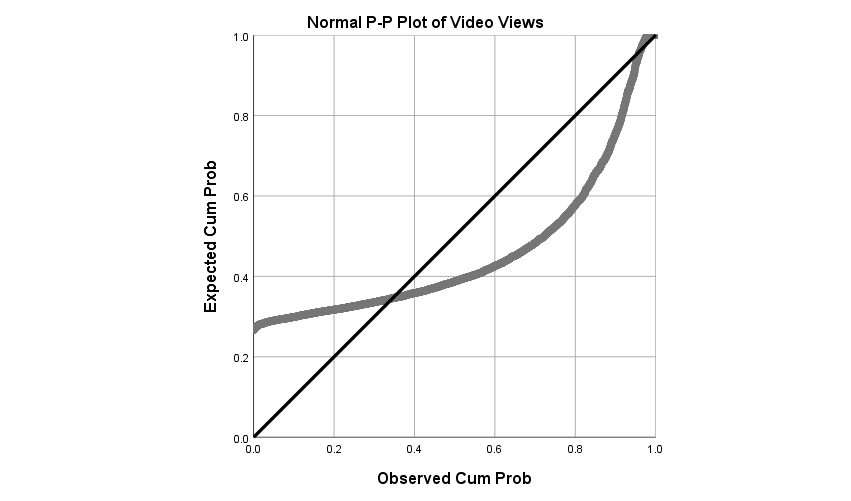 Normal P-P Plot of Video Views
Expected Cum Prob
1.0
0.8
0.6
0.4
0.2
0.0
0.0 0.2 0.4 0.6 0.8 1.0
Observed Cum Prob